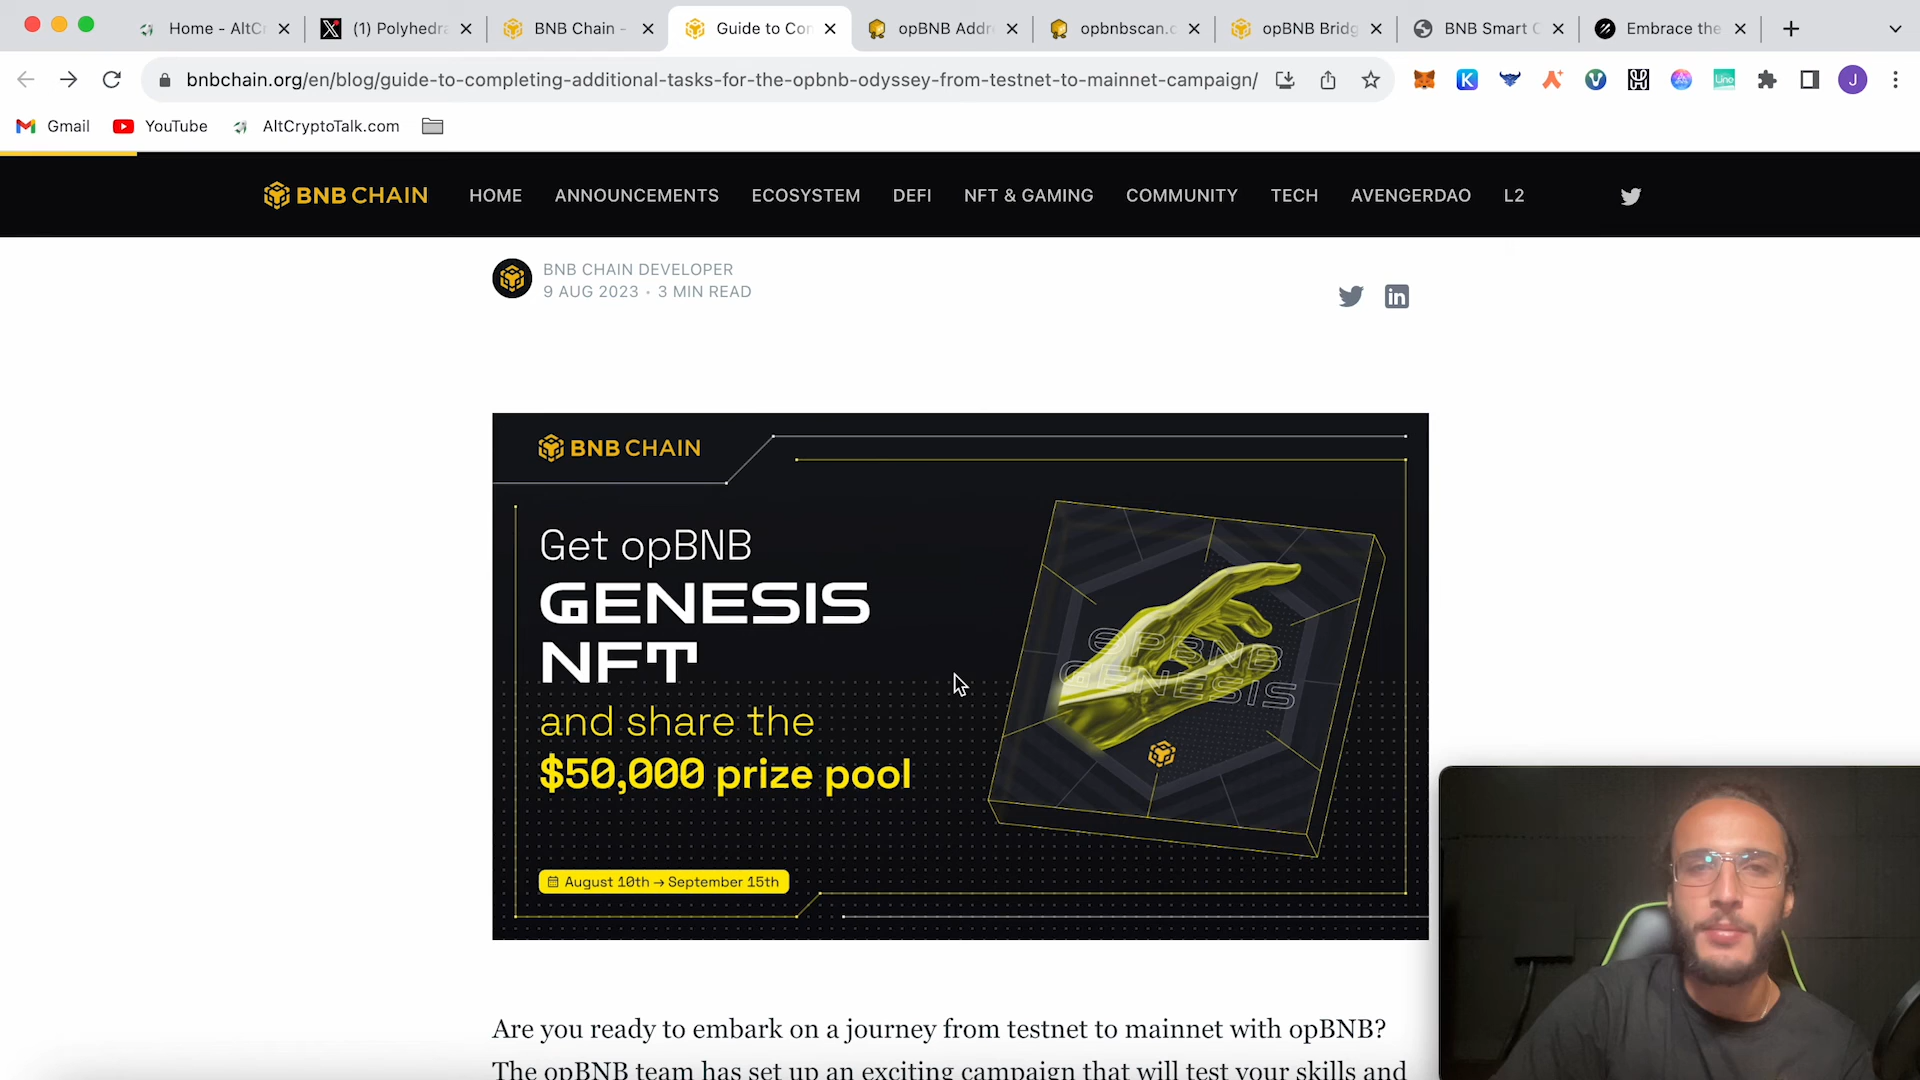 Home - AltCr
(1) Polyhedra
BNB Chain -
Guide to Con
opBNB Addr
opbnbscan.c
opBNB Bridg
BNB Smart C
Embrace the
bnbchain.org/en/blog/guide-to-completing-additional-tasks-for-the-opbnb-odyssey-from-testnet-to-mainnet-campaign/
J
Gmail
YouTube
AltCryptoTalk.com
BNB CHAIN
HOME
ANNOUNCEMENTS
ECOSYSTEM
DEFI
NFT & GAMING
COMMUNITY
TECH
AVENGERDAO
L2
BNB CHAIN DEVELOPER
9 AUG 2023 • 3 MIN READ
BNB CHAIN
Get opBNB
GENESIS
NFT
and share the
$50,000 prize pool
OPBNB
GENESIS
August 10th → September 15th
Are you ready to embark on a journey from testnet to mainnet with opBNB?
The opBNB team has set up an exciting campaign that will test your skills and